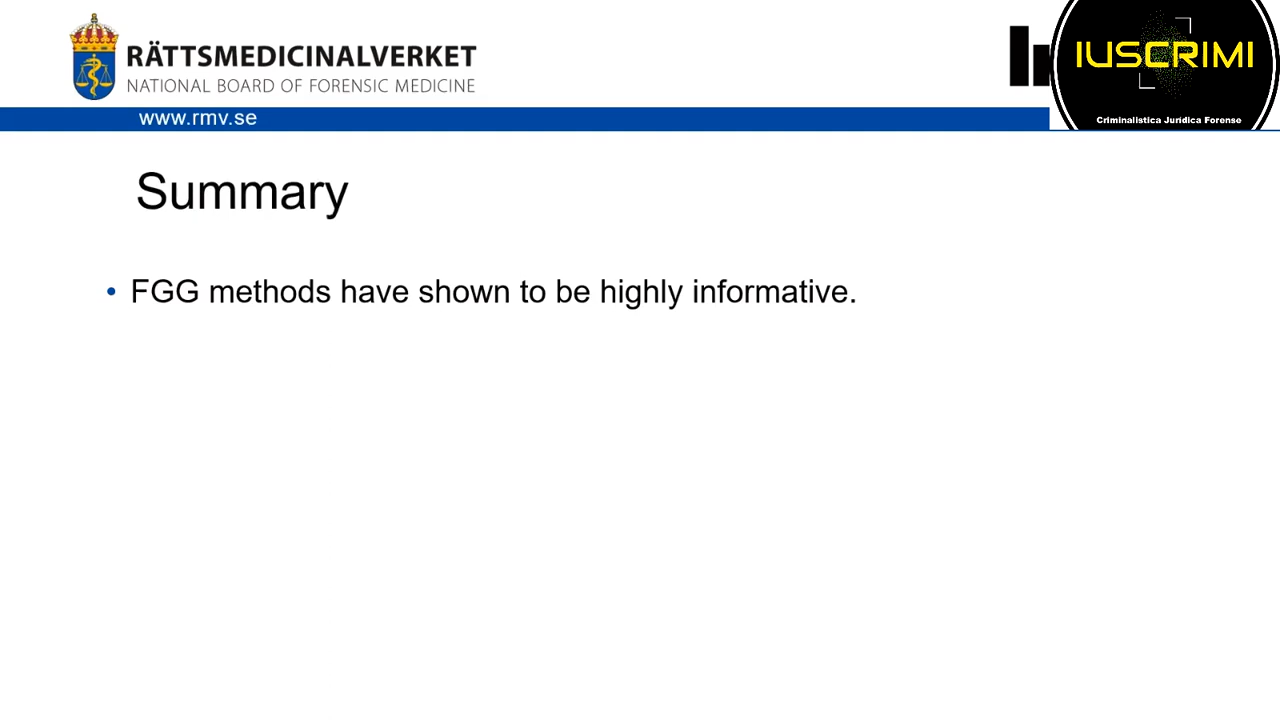 RÄTTSMEDICINALVERKET
NATIONAL BOARD OF FORENSIC MEDICINE
IUSCRIMI
Criminalistica Jurídica Forense
www.rmv.se
Summary
• FGG methods have shown to be highly informative.